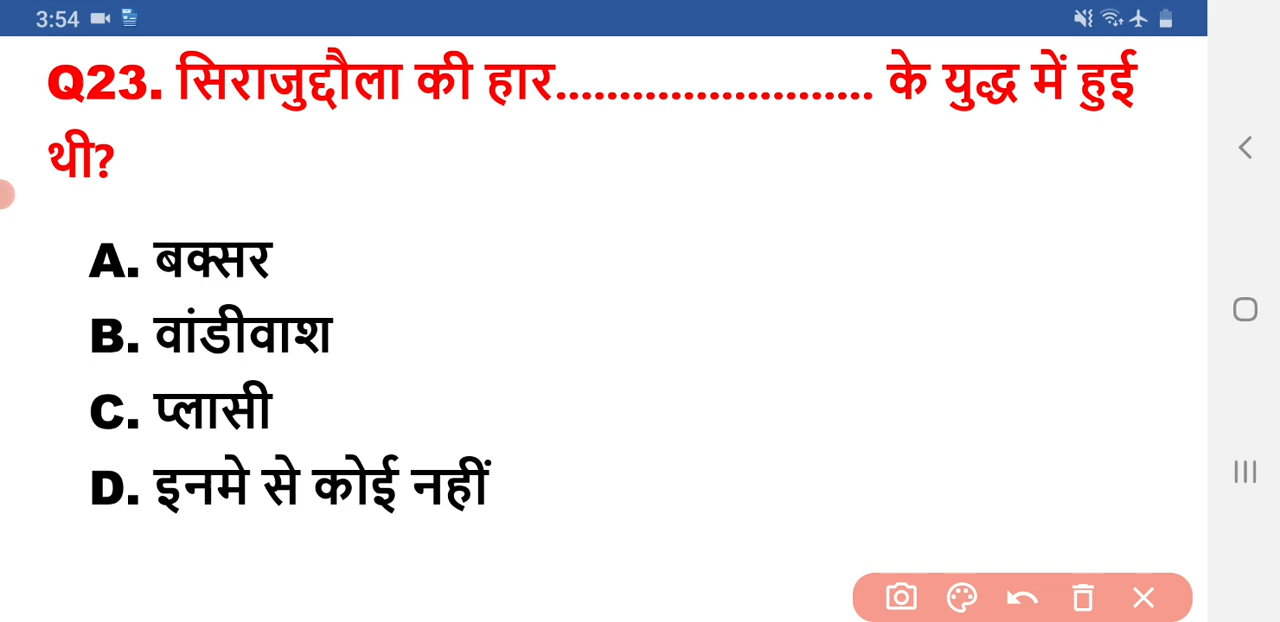 3:54
Q23. सिराजुद्दौला की हार......................... के युद्ध में हुई
थी?
A. बक्सर
B. वांडीवाश
C. प्लासी
D. इनमे से कोई नहीं